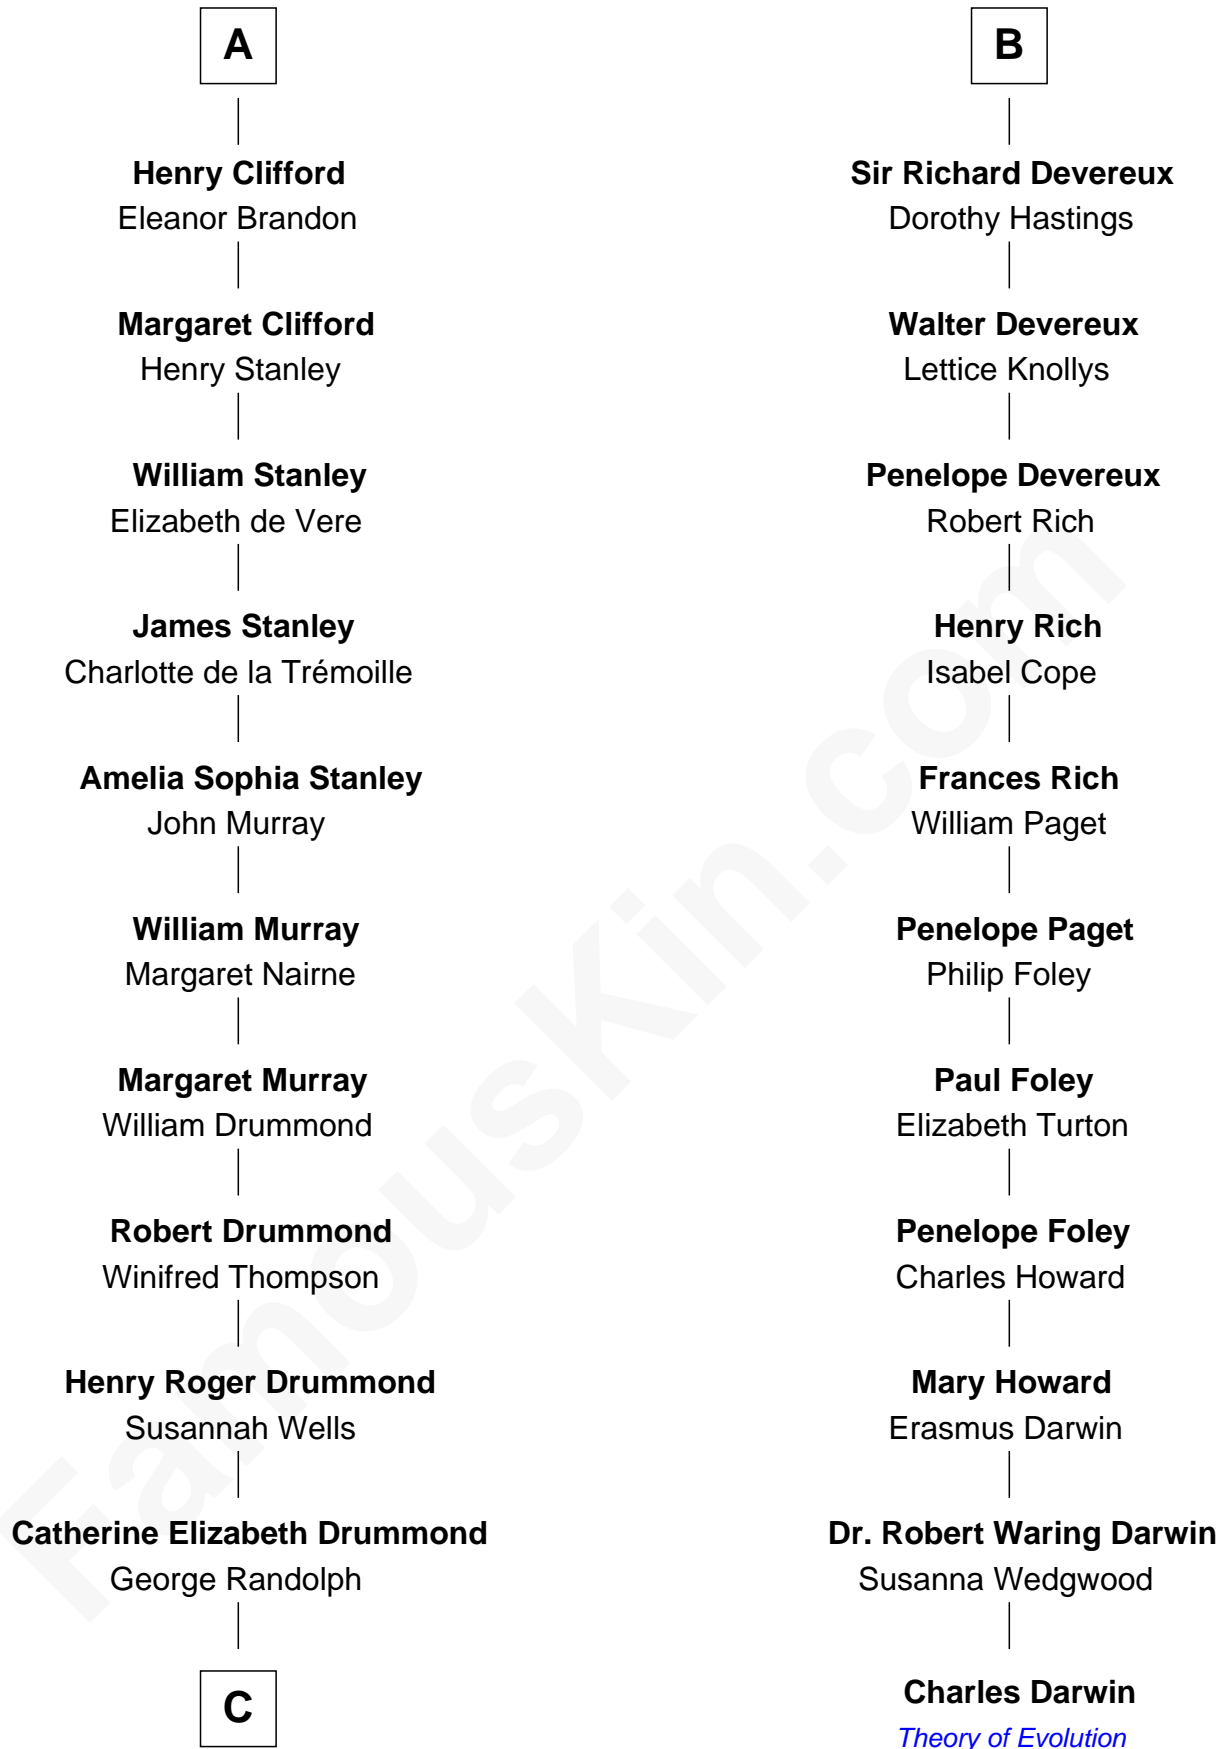 A
Henry Clifford
Eleanor Brandon
Margaret Clifford
Henry Stanley
William Stanley
Elizabeth de Vere
James Stanley
Charlotte de la Trémoille
Amelia Sophia Stanley
John Murray
William Murray
Margaret Nairne
Margaret Murray
William Drummond
Robert Drummond
Winifred Thompson
Henry Roger Drummond
Susannah Wells
Catherine Elizabeth Drummond
George Randolph
C
B
Sir Richard Devereux
Dorothy Hastings
Walter Devereux
Lettice Knollys
Penelope Devereux
Robert Rich
Henry Rich
Isabel Cope
Frances Rich
William Paget
Penelope Paget
Philip Foley
Paul Foley
Elizabeth Turton
Penelope Foley
Charles Howard
Mary Howard
Erasmus Darwin
Dr. Robert Waring Darwin
Susanna Wedgwood
Charles Darwin
Theory of Evolution
FamousKin.com